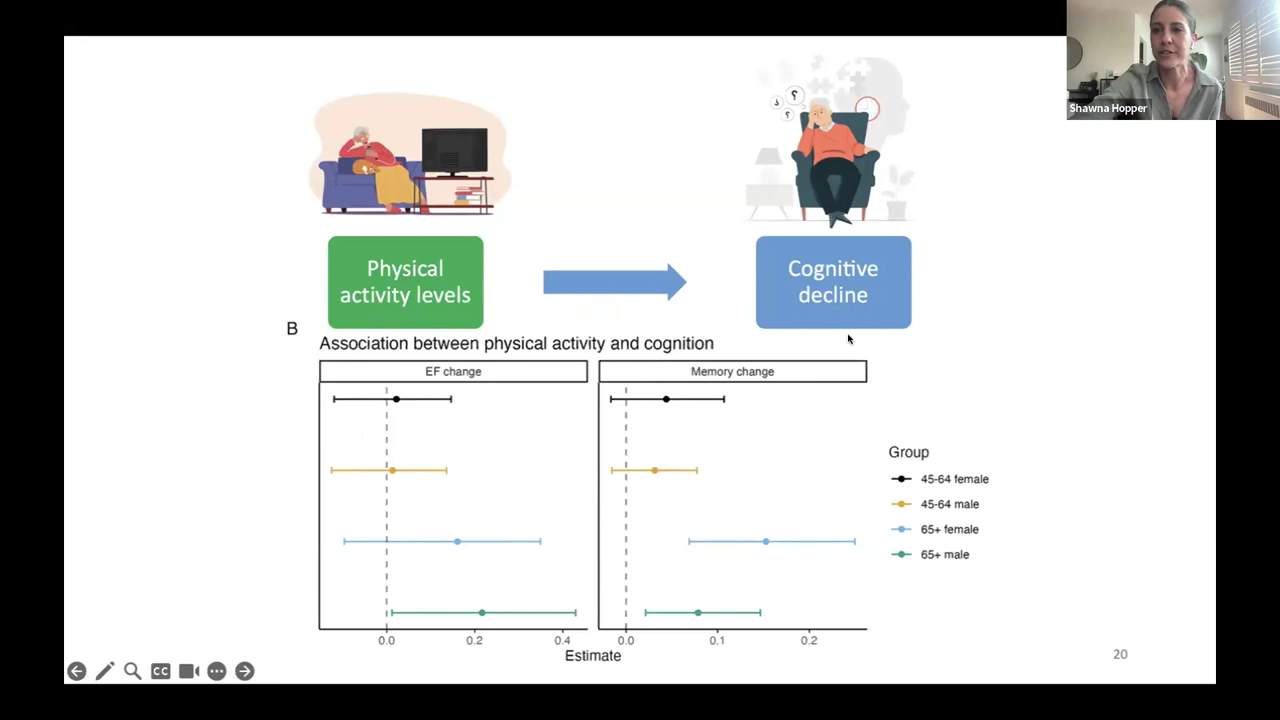 Shawna Hopper
? ? ?
Physical
activity levels
Cognitive
decline
B
Association between physical activity and cognition
EF change
Memory change
Group
45-64 female
45-64 male
65+ female
65+ male
0.0 0.2 0.4
0.0 0.1 0.2
Estimate
20
CC